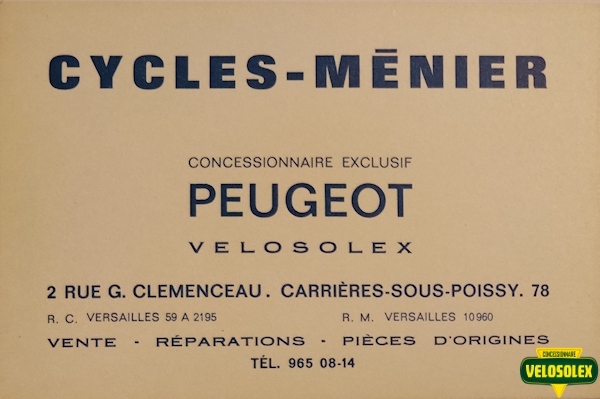 CYCLES-MĒNIER
CONCESSIONNAIRE EXCLUSIF
PEUGEOT
VELOSOLEX
2 RUE G. CLEMENCEAU. CARRIÈRES-SOUS-POISSY. 78
R. C. VERSAILLES 59 A 2195 R. M. VERSAILLES 10960
VENTE - RÉPARATIONS - PIÈCES D'ORIGINES
TÉL. 965 08-14
CONCESSIONNAIRE
VELOSOLEX